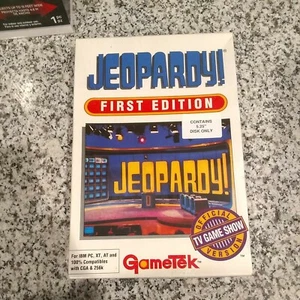 JEOPARDY!
FIRST EDITION
CONTAINS
5.25"
DISK ONLY
JEOPARDY!
OFFICIAL
TV GAME SHOW
VERSION
For IBM PC, XT, AT and
100% Compatibles
with CGA & 256k
GameTek